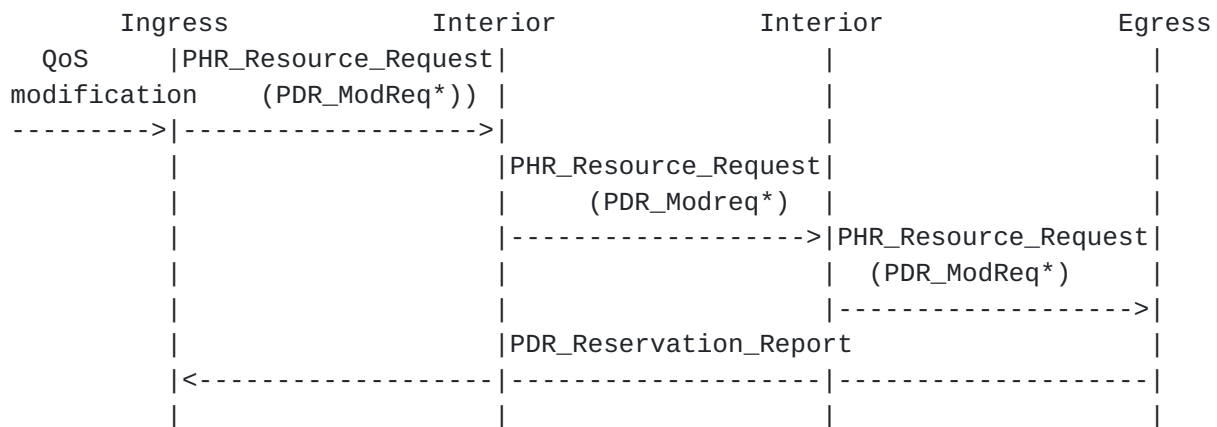 Ingress Interior Interior Egress
QoS |PHR_Resource_Request| | |
modification (PDR_ModReq*)) | | |
--------->|------------------->| | |
| |PHR_Resource_Request| |
| | (PDR_Modreq*) | |
| |------------------->|PHR_Resource_Request|
| | | (PDR_ModReq*) |
| | |------------------->|
| |PDR_Reservation_Report |
|<-------------------|--------------------|--------------------|
| | | |